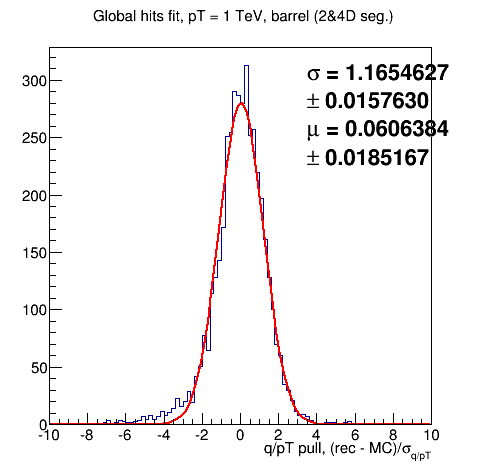 Global hits fit, pT = 1 TeV, barrel (2&4D seg.)
σ = 1.1654627
± 0.0157630
μ = 0.0606384
± 0.0185167
300
250
200
150
100
50
0
-10 -8 -6 -4 -2 0 2 4 6 8 10
q/pT pull, (rec - MC)/σq/pT